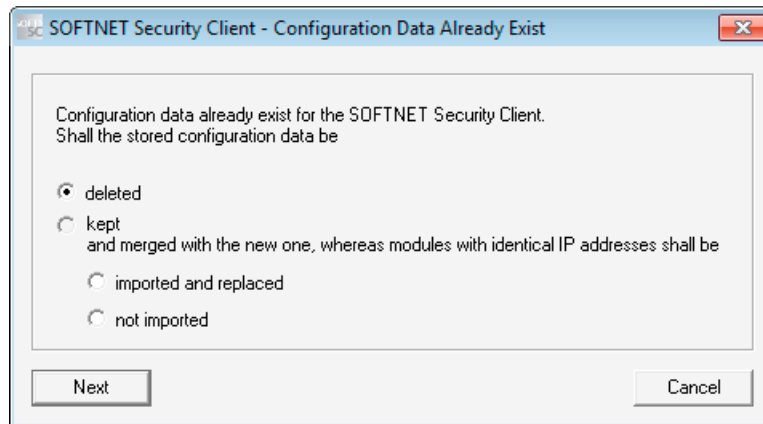 SOFTNET Security Client - Configuration Data Already Exist
Configuration data already exist for the SOFTNET Security Client.
Shall the stored configuration data be
deleted
kept
and merged with the new one, whereas modules with identical IP addresses shall be
imported and replaced
not imported
Next
Cancel